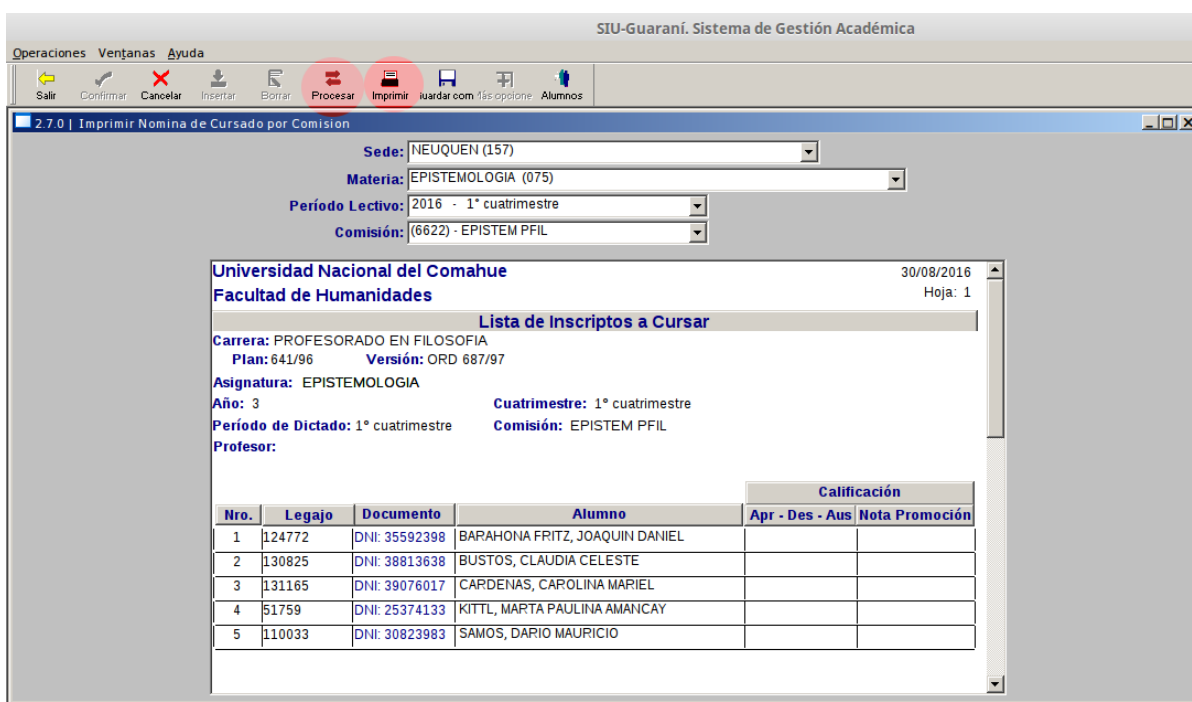 SIU-Guaraní. Sistema de Gestión Académica
Operaciones Ventanas Ayuda
Salir Confirmar Cancelar Insertar Borrar Procesar Imprimir uardar com Alumnos
2.7.0 | Imprimir Nomina de Cursado por Comision
Sede: NEUQUEN (157)
Materia: EPISTEMOLOGIA (075)
Período Lectivo: 2016 - 1° cuatrimestre
Comisión: (6622) - EPISTEM PFIL
Universidad Nacional del Comahue 30/08/2016
Facultad de Humanidades Hoja: 1
Lista de Inscriptos a Cursar
Carrera: PROFESORADO EN FILOSOFIA
Plan: 641/96 Versión: ORD 687/97
Asignatura: EPISTEMOLOGIA
Año: 3 Cuatrimestre: 1° cuatrimestre
Período de Dictado: 1° cuatrimestre Comisión: EPISTEM PFIL
Profesor:
Calificación
Nro. Legajo Documento Alumno Apr - Des - Aus Nota Promoción
1 124772 DNI: 35592398 BARAHONA FRITZ, JOAQUIN DANIEL
2 130825 DNI: 38813638 BUSTOS, CLAUDIA CELESTE
3 131165 DNI: 39076017 CARDENAS, CAROLINA MARIEL
4 51759 DNI: 25374133 KITTL, MARTA PAULINA AMANCAY
5 110033 DNI: 30823983 SAMOS, DARIO MAURICIO